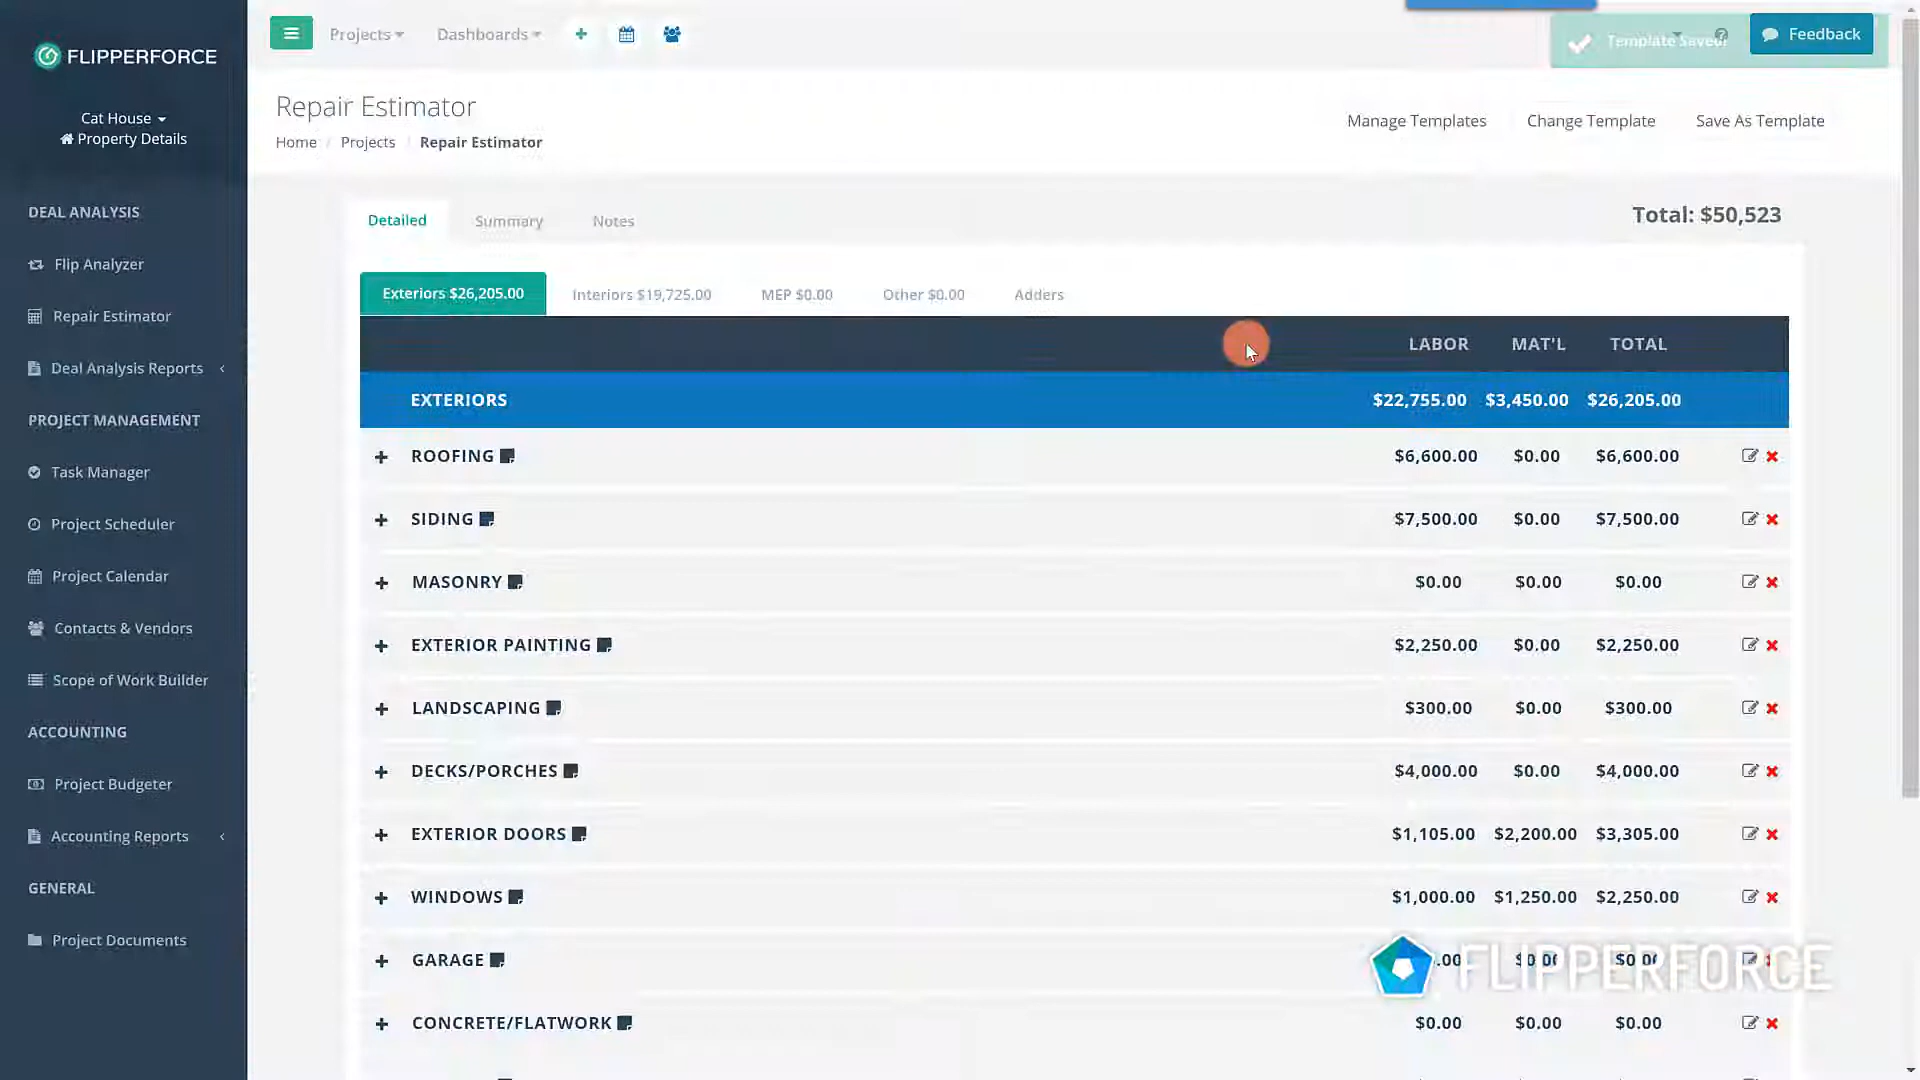 FLIPPERFORCE
Cat House
Property Details
DEAL ANALYSIS
Flip Analyzer
Repair Estimator
Deal Analysis Reports
PROJECT MANAGEMENT
Task Manager
Project Scheduler
Project Calendar
Contacts & Vendors
Scope of Work Builder
ACCOUNTING
Project Budgeter
Accounting Reports
GENERAL
Project Documents
Projects Dashboards Template Saved! Feedback
Repair Estimator
Home / Projects / Repair Estimator
Manage Templates Change Template Save As Template
Detailed Summary Notes Total: $50,523
Exteriors $26,205.00 Interiors $19,725.00 MEP $0.00 Other $0.00 Adders
LABOR MAT'L TOTAL
EXTERIORS $22,755.00 $3,450.00 $26,205.00
ROOFING $6,600.00 $0.00 $6,600.00
SIDING $7,500.00 $0.00 $7,500.00
MASONRY $0.00 $0.00 $0.00
EXTERIOR PAINTING $2,250.00 $0.00 $2,250.00
LANDSCAPING $300.00 $0.00 $300.00
DECKS/PORCHES $4,000.00 $0.00 $4,000.00
EXTERIOR DOORS $1,105.00 $2,200.00 $3,305.00
WINDOWS $1,000.00 $1,250.00 $2,250.00
GARAGE $0.00 $0.00
FLIPPERFORCE
CONCRETE/FLATWORK $0.00 $0.00 $0.00